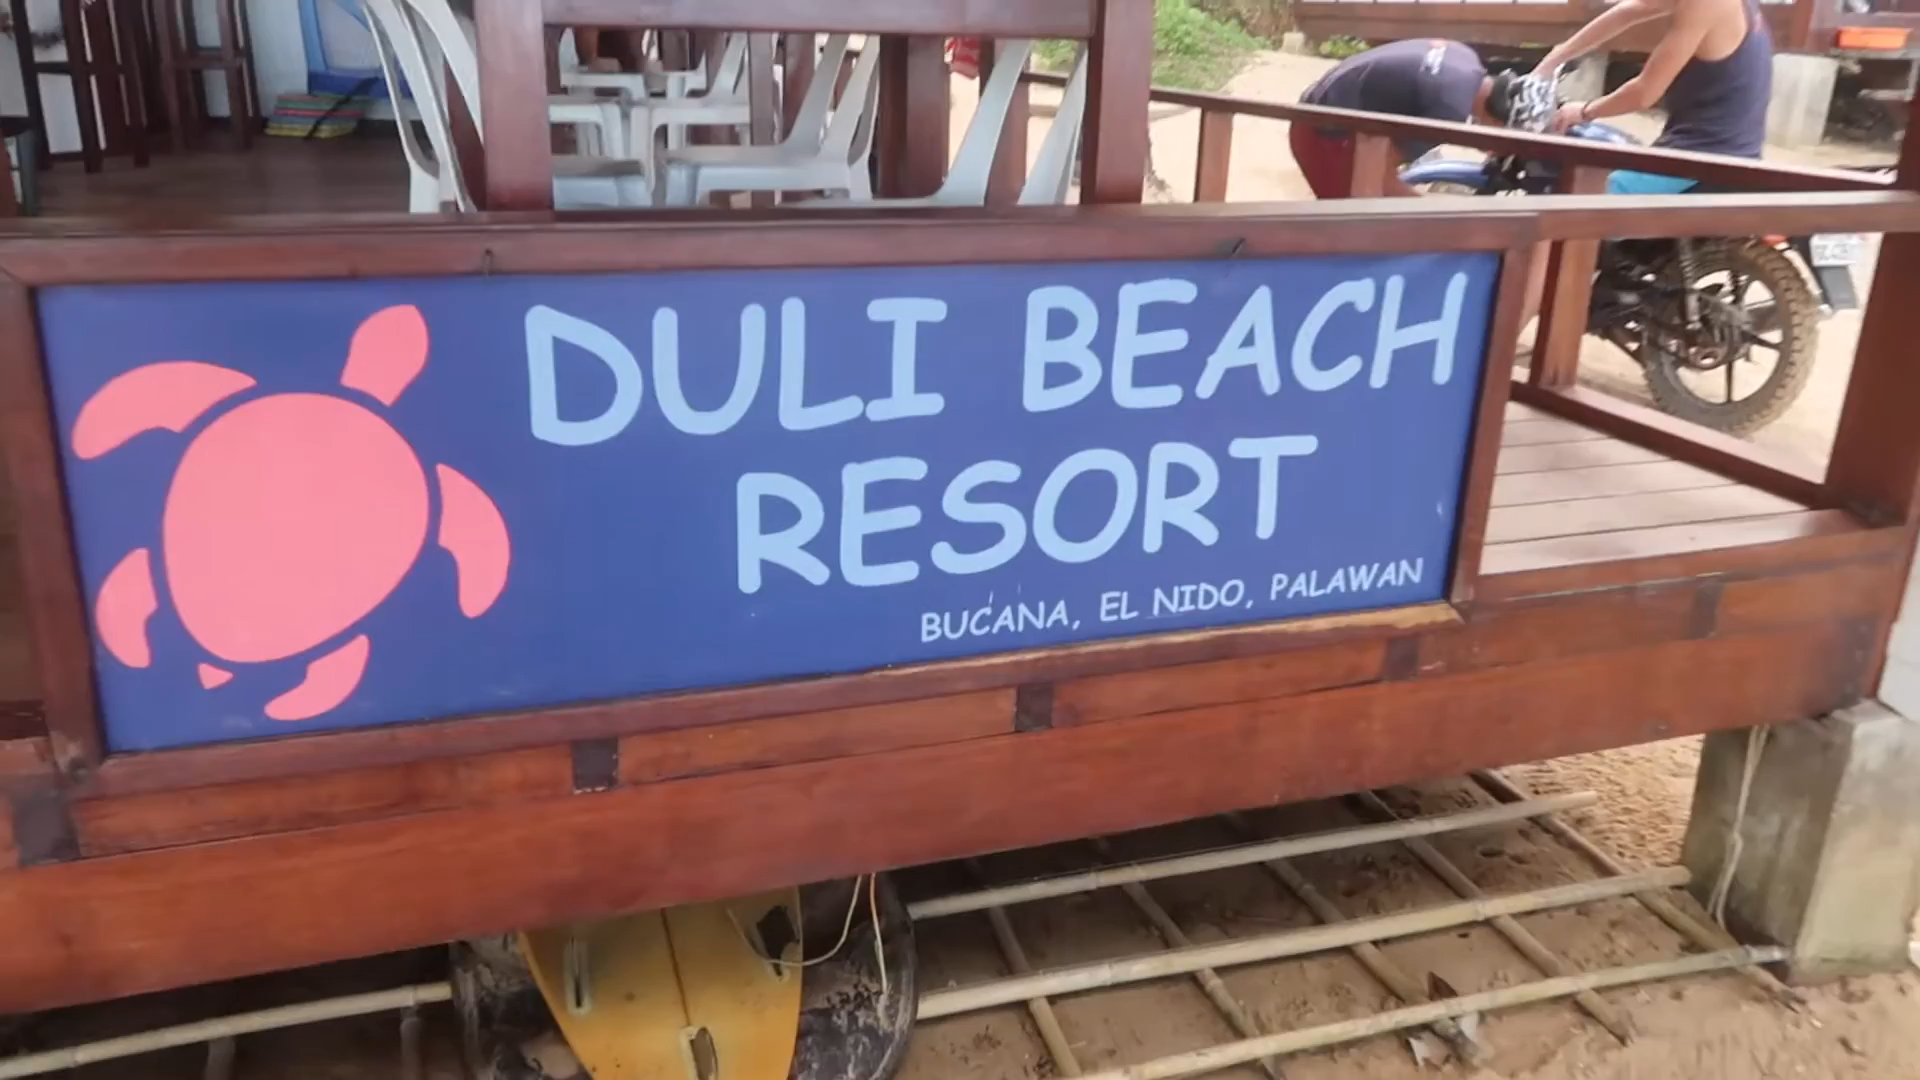 DULI BEACH
RESORT
BUCANA, EL NIDO, PALAWAN